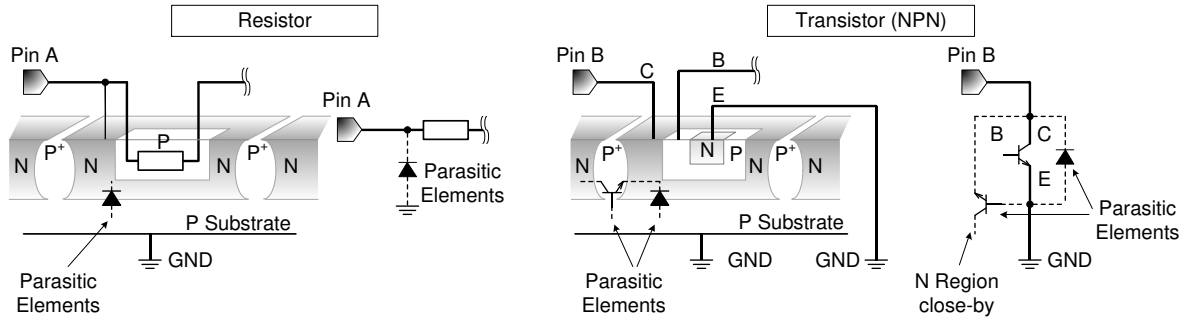 Resistor
Pin A
P
N
P+
N
N
P+
N
Parasitic
Elements
P Substrate
GND
Pin A
Parasitic
Elements
Transistor (NPN)
Pin B
C
B
E
N
P+
N
N
P
N
P+
N
P Substrate
Parasitic
Elements
GND
GND
Pin B
B
C
E
Parasitic
Elements
N Region
close-by
GND